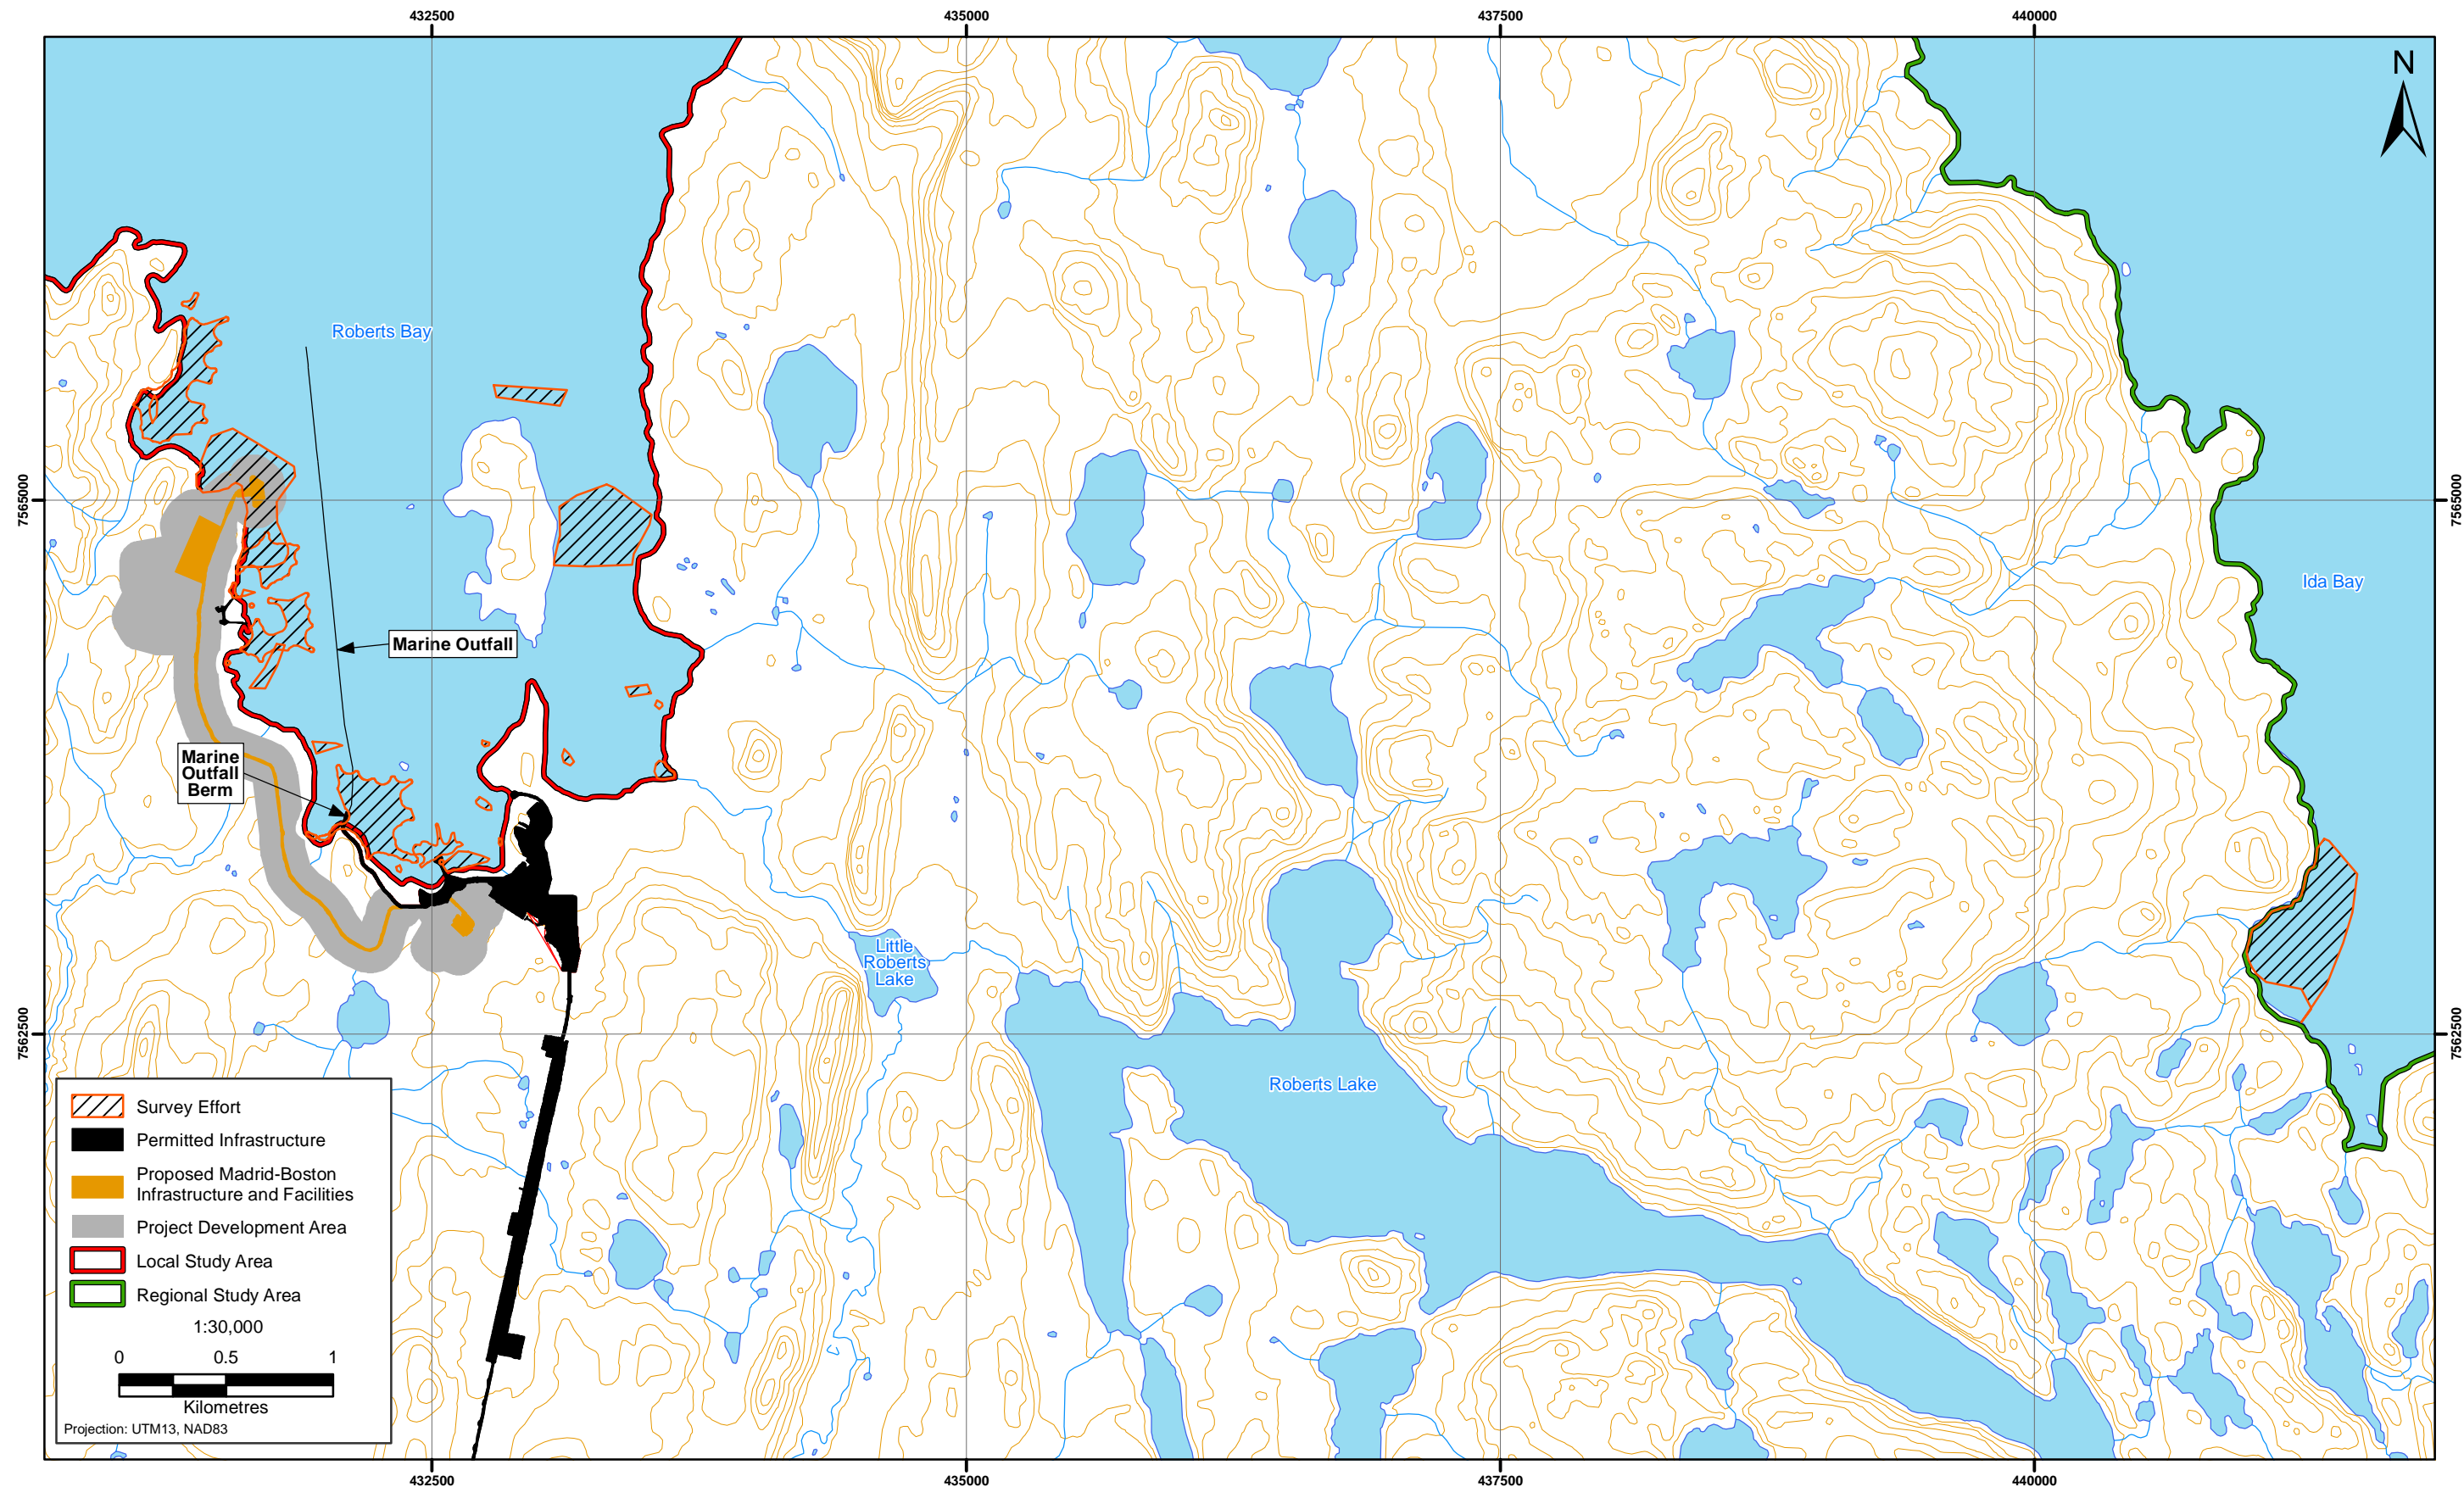 432500
435000
437500
440000
N
Roberts Bay
7565000
7565000
Ida Bay
Marine Outfall
Marine
Outfall
Berm
Little
Roberts
Lake
7562500
7562500
Roberts Lake
Survey Effort
Permitted Infrastructure
Proposed Madrid-Boston
Infrastructure and Facilities
Project Development Area
Local Study Area
Regional Study Area
1:30,000
0 0.5 1
Kilometres
Projection: UTM13, NAD83
432500
435000
437500
440000